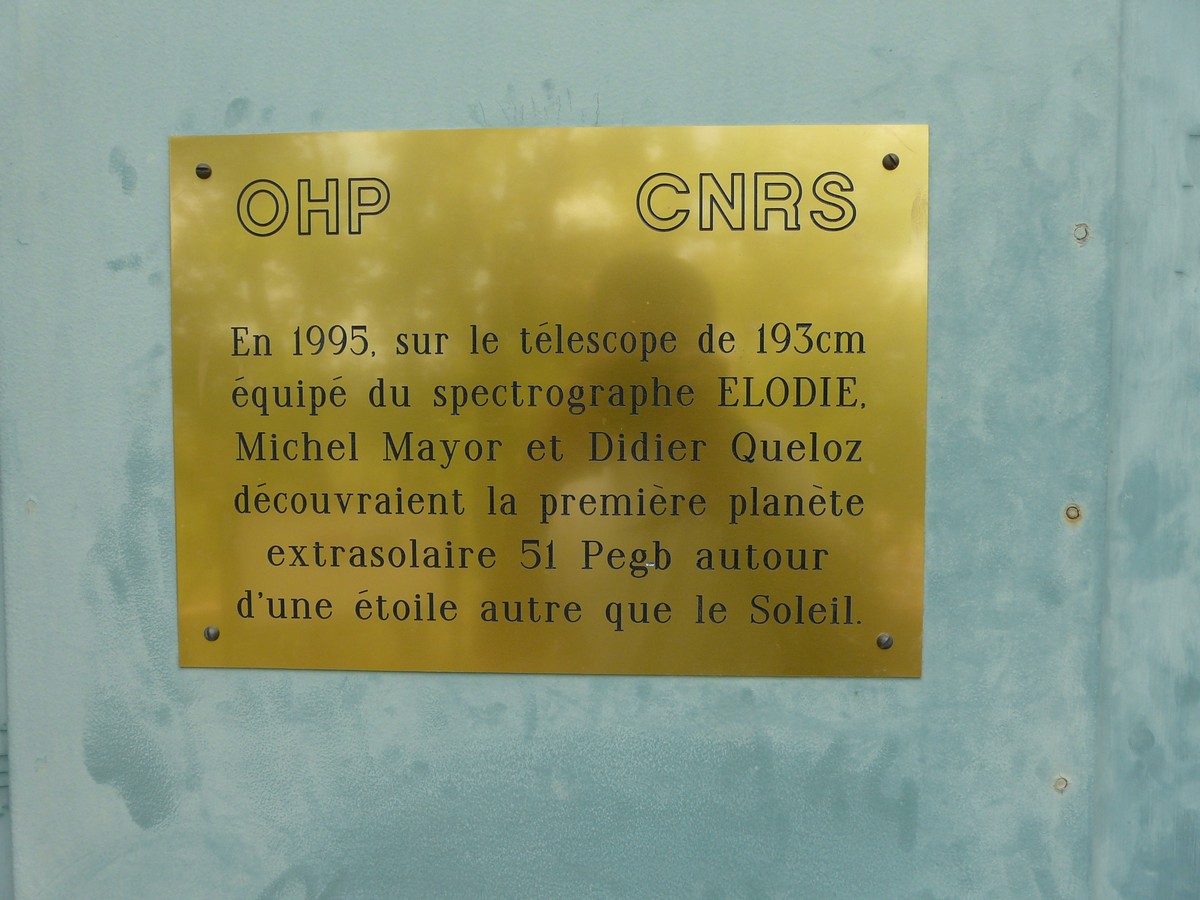 OHP CNRS
En 1995, sur le télescope de 193cm
équipé du spectrographe ELODIE,
Michel Mayor et Didier Queloz
découvraient la première planète
extrasolaire 51 Pegb autour
d'une étoile autre que le Soleil.